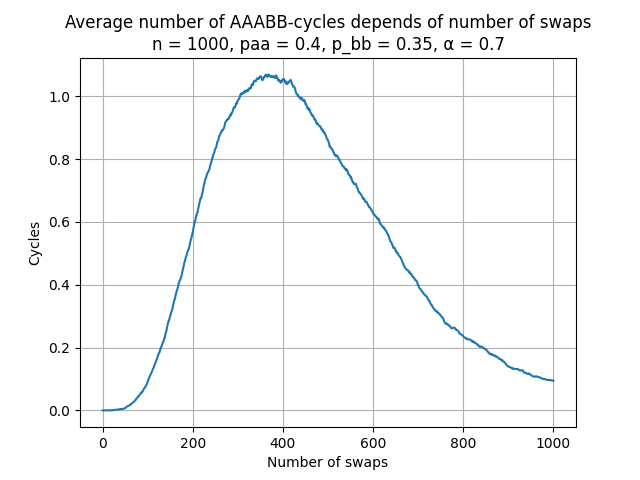 Average number of AAABB-cycles depends of number of swaps
n = 1000, paa = 0.4, p_bb = 0.35, α = 0.7
1.0
0.8
0.6
0.4
0.2
0.0
Cycles
0 200 400 600 800 1000
Number of swaps